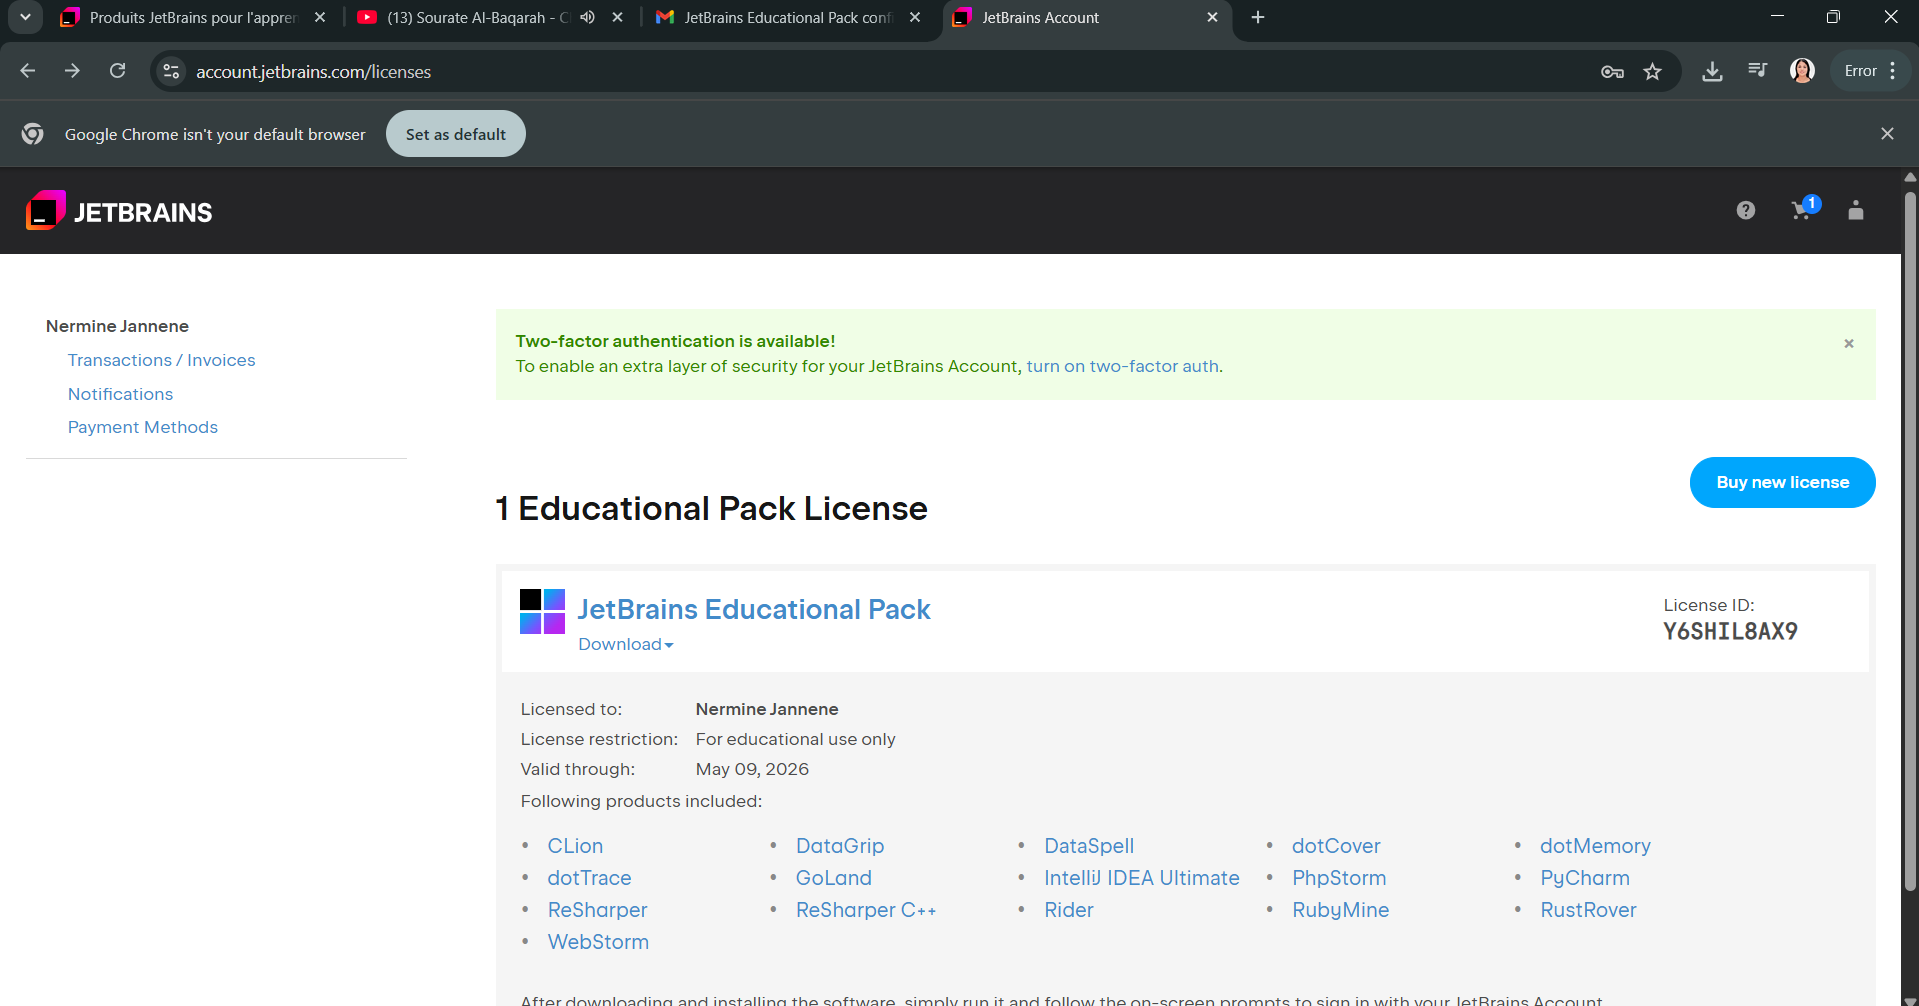 Produits JetBrains pour l'appren
(13) Sourate Al-Baqarah - C
JetBrains Educational Pack conf
JetBrains Account
account.jetbrains.com/licenses
Error
Google Chrome isn't your default browser
Set as default
JETBRAINS
1
Nermine Jannene
Transactions / Invoices
Notifications
Payment Methods
Two-factor authentication is available!
To enable an extra layer of security for your JetBrains Account, turn on two-factor auth.
Buy new license
1 Educational Pack License
JetBrains Educational Pack
Download
License ID:
Y6SHIL8AX9
Licensed to: Nermine Jannene
License restriction: For educational use only
Valid through: May 09, 2026
Following products included:
• CLion • DataGrip • DataSpell • dotCover • dotMemory
• dotTrace • GoLand • IntelliJ IDEA Ultimate • PhpStorm • PyCharm
• ReSharper • ReSharper C++ • Rider • RubyMine • RustRover
• WebStorm
After downloading and installing the software, simply run it and follow the on-screen prompts to sign in with your JetBrains Account.